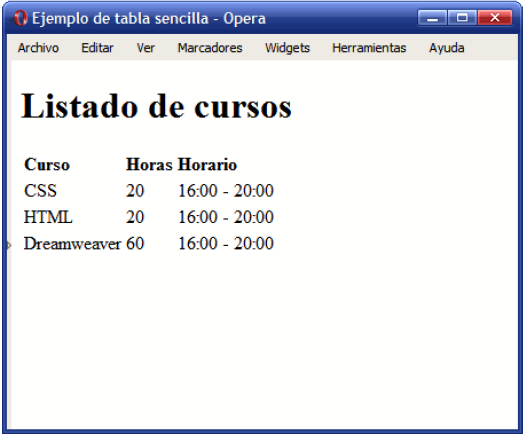 Ejemplo de tabla sencilla - Opera
Archivo Editar Ver Marcadores Widgets Herramientas Ayuda
Listado de cursos
Curso Horas Horario
CSS 20 16:00 - 20:00
HTML 20 16:00 - 20:00
Dreamweaver 60 16:00 - 20:00